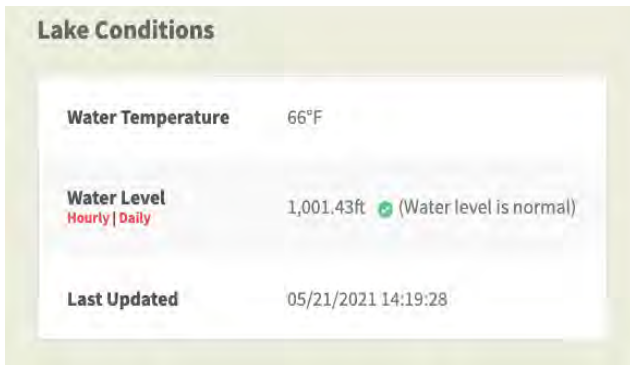 Lake Conditions
Water Temperature 66°F
Water Level 1,001.43ft (Water level is normal)
Hourly | Daily
Last Updated 05/21/2021 14:19:28